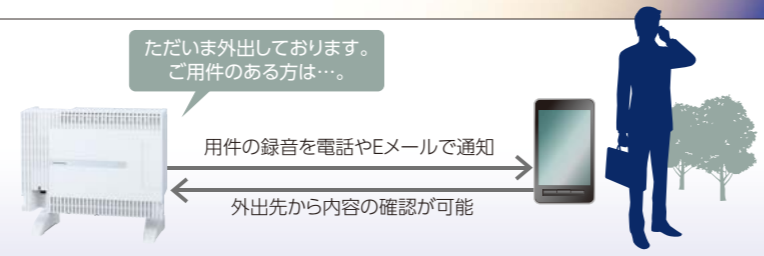 ただいま外出しております。
ご用件のある方は…。
用件の録音を電話やEメールで通知
外出先から内容の確認が可能